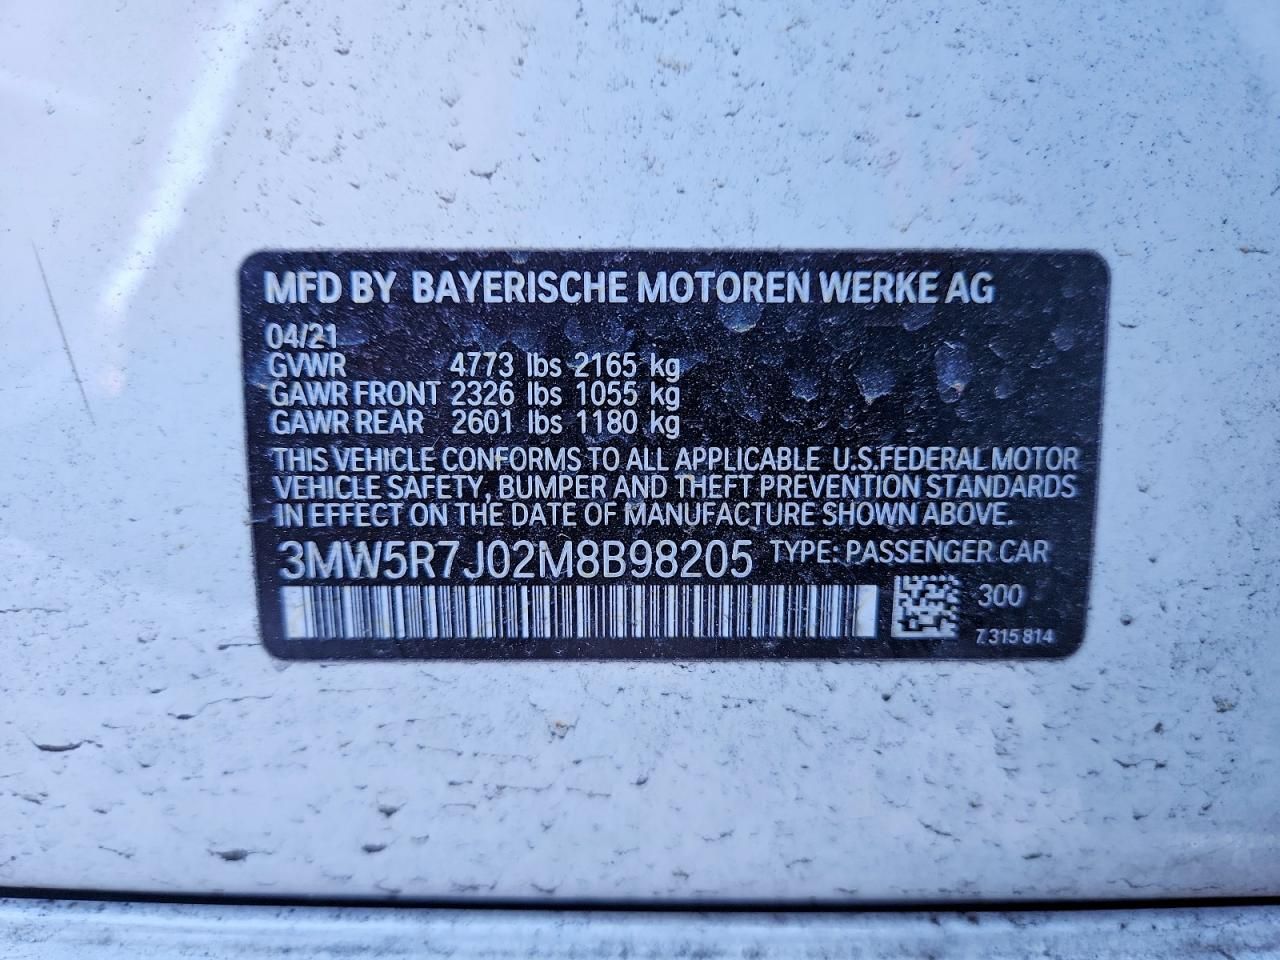 MFD BY BAYERISCHE MOTOREN WERKE AG
04/21
GVWR 4773 lbs 2165 kg
GAWR FRONT 2326 lbs 1055 kg
GAWR REAR 2601 lbs 1180 kg
THIS VEHICLE CONFORMS TO ALL APPLICABLE U.S.FEDERAL MOTOR
VEHICLE SAFETY, BUMPER AND THEFT PREVENTION STANDARDS
IN EFFECT ON THE DATE OF MANUFACTURE SHOWN ABOVE.
3MW5R7J02M8B98205 TYPE: PASSENGER CAR
300
7.315 814